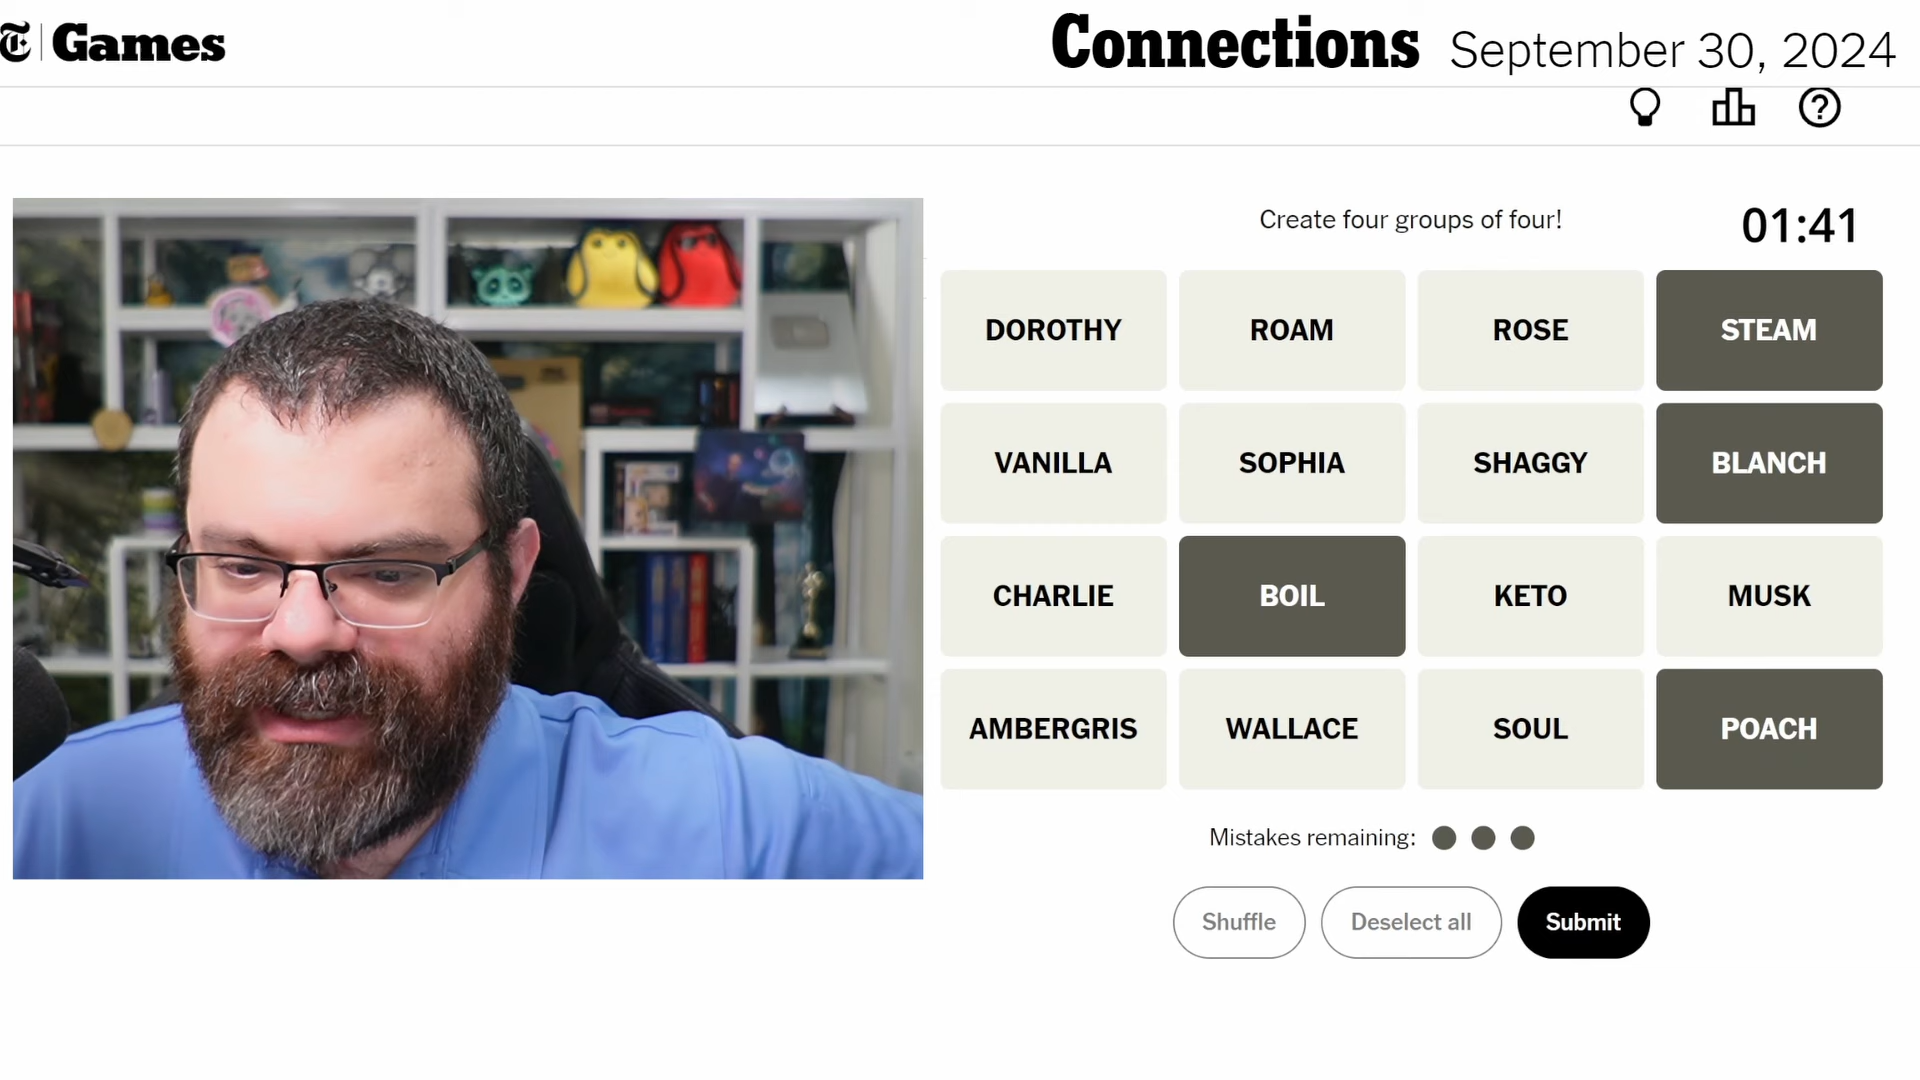 T Games
Connections September 30, 2024
Create four groups of four!
01:41
DOROTHY ROAM ROSE STEAM
VANILLA SOPHIA SHAGGY BLANCH
CHARLIE BOIL KETO MUSK
AMBERGRIS WALLACE SOUL POACH
Mistakes remaining:
Shuffle Deselect all Submit